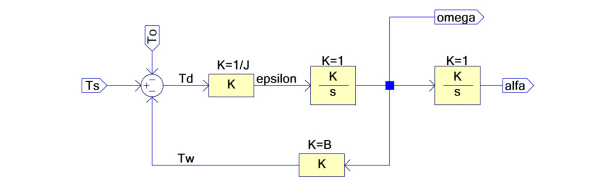 omega
To
K=1/J
K=1
K=1
Ts
+
−
−
Td
K
epsilon
K
s
K
s
alfa
K=B
Tw
K